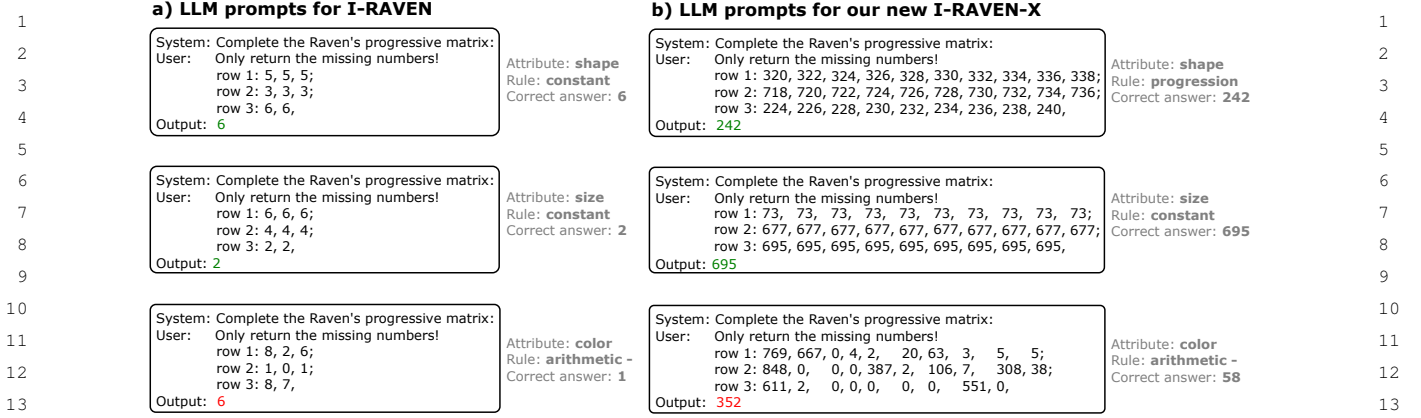 a) LLM prompts for I-RAVEN
System: Complete the Raven's progressive matrix:
User: Only return the missing numbers!
row 1: 5, 5, 5;
row 2: 3, 3, 3;
row 3: 6, 6,
Output: 6
Attribute: shape
Rule: constant
Correct answer: 6
System: Complete the Raven's progressive matrix:
User: Only return the missing numbers!
row 1: 6, 6, 6;
row 2: 4, 4, 4;
row 3: 2, 2,
Output: 2
Attribute: size
Rule: constant
Correct answer: 2
System: Complete the Raven's progressive matrix:
User: Only return the missing numbers!
row 1: 8, 2, 6;
row 2: 1, 0, 1;
row 3: 8, 7,
Output: 6
Attribute: color
Rule: arithmetic -
Correct answer: 1
b) LLM prompts for our new I-RAVEN-X
System: Complete the Raven's progressive matrix:
User: Only return the missing numbers!
row 1: 320, 322, 324, 326, 328, 330, 332, 334, 336, 338;
row 2: 718, 720, 722, 724, 726, 728, 730, 732, 734, 736;
row 3: 224, 226, 228, 230, 232, 234, 236, 238, 240,
Output: 242
Attribute: shape
Rule: progression
Correct answer: 242
System: Complete the Raven's progressive matrix:
User: Only return the missing numbers!
row 1: 73, 73, 73, 73, 73, 73, 73, 73, 73, 73;
row 2: 677, 677, 677, 677, 677, 677, 677, 677, 677, 677;
row 3: 695, 695, 695, 695, 695, 695, 695, 695, 695,
Output: 695
Attribute: size
Rule: constant
Correct answer: 695
System: Complete the Raven's progressive matrix:
User: Only return the missing numbers!
row 1: 769, 667, 0, 4, 2, 20, 63, 3, 5, 5;
row 2: 848, 0, 0, 0, 387, 2, 106, 7, 308, 38;
row 3: 611, 2, 0, 0, 0, 0, 0, 551, 0,
Output: 352
Attribute: color
Rule: arithmetic -
Correct answer: 58
1
2
3
4
5
6
7
8
9
10
11
12
13
1
2
3
4
5
6
7
8
9
10
11
12
13